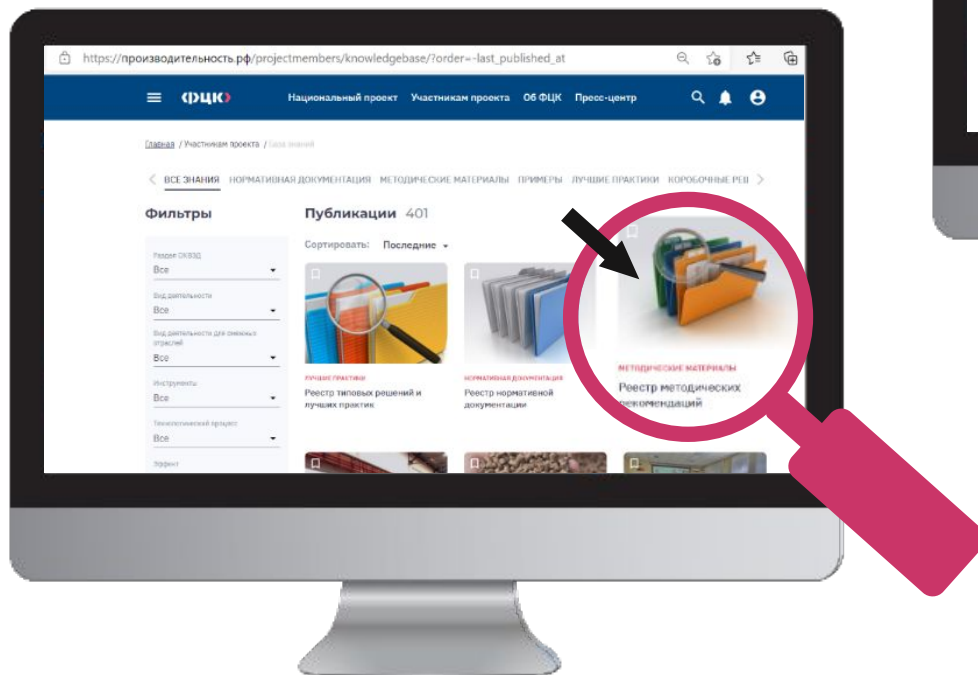 https://производительность.рф/projectmembers/knowledgebase/?order=-last_published_at
ФЦК
Национальный проект Участникам проекта Об ФЦК Пресс-центр
Главная / Участникам проекта / База знаний
ВСЕ ЗНАНИЯ НОРМАТИВНАЯ ДОКУМЕНТАЦИЯ МЕТОДИЧЕСКИЕ МАТЕРИАЛЫ ПРИМЕРЫ ЛУЧШИЕ ПРАКТИКИ КОРОБОЧНЫЕ РЕШ
Фильтры
Публикации 401
Сортировать: Последние
Раздел ОКВЭД
Все
Вид деятельности
Все
Вид деятельности для смежных
отраслей
Все
Инструменты
Все
Технологический процесс
Все
Эффект
ЛУЧШИЕ ПРАКТИКИ
Реестр типовых решений и
лучших практик
НОРМАТИВНАЯ ДОКУМЕНТАЦИЯ
Реестр нормативной
документации
МЕТОДИЧЕСКИЕ МАТЕРИАЛЫ
Реестр методических
рекомендаций